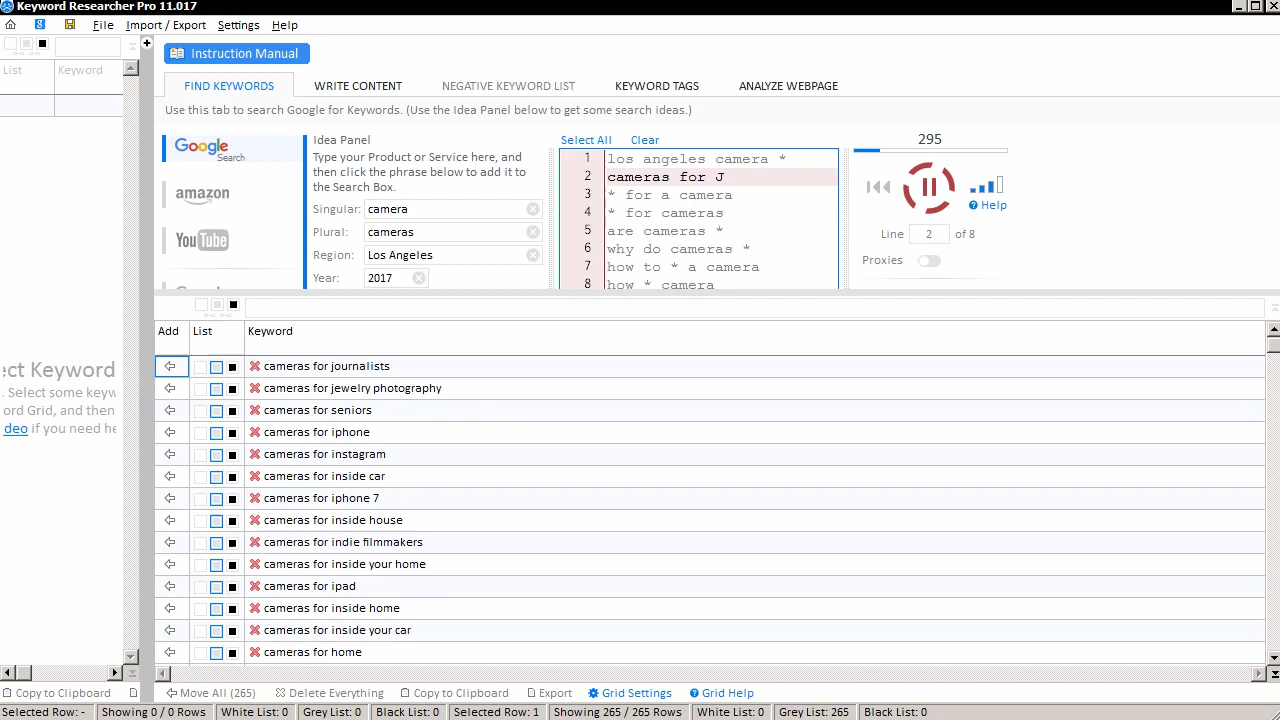 Keyword Researcher Pro 11.017
File Import / Export Settings Help
Instruction Manual
List Keyword
FIND KEYWORDS WRITE CONTENT NEGATIVE KEYWORD LIST KEYWORD TAGS ANALYZE WEBPAGE
Use this tab to search Google for Keywords. (Use the Idea Panel below to get some search ideas.)
Google Search
amazon
YouTube
Idea Panel
Type your Product or Service here, and
then click the phrase below to add it to
the Search Box.
Singular: camera
Plural: cameras
Region: Los Angeles
Year: 2017
Select All Clear
1 los angeles camera *
2 cameras for J
3 * for a camera
4 * for cameras
5 are cameras *
6 why do cameras *
7 how to * a camera
8 how * camera
295
Help
Line 2 of 8
Proxies
Add List Keyword
cameras for journalists
cameras for jewelry photography
cameras for seniors
cameras for iphone
cameras for instagram
cameras for inside car
cameras for iphone 7
cameras for inside house
cameras for indie filmmakers
cameras for inside your home
cameras for ipad
cameras for inside home
cameras for inside your car
cameras for home
ect Keyword
. Select some keyw
ord Grid, and then
deo if you need he
Copy to Clipboard
Move All (265) Delete Everything Copy to Clipboard Export Grid Settings Grid Help
Selected Row: - Showing 0 / 0 Rows White List: 0 Grey List: 0 Black List: 0 Selected Row: 1 Showing 265 / 265 Rows White List: 0 Grey List: 265 Black List: 0